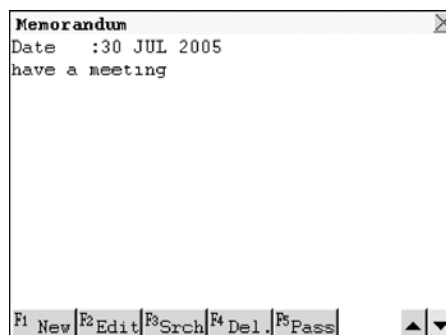 Memorandum
Date :30 JUL 2005
have a meeting
F1 New F2 Edit F3 Srch F4 Del. F5 Pass